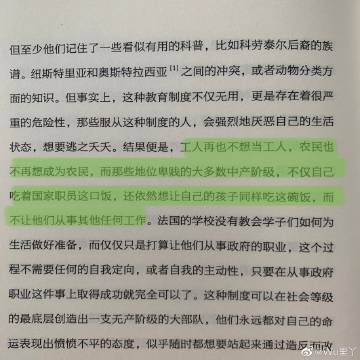 但至少他们记住了一些看似有用的科普，比如科劳泰尔后裔的族
谱。纽斯特里亚和奥斯特拉西亚[1]之间的冲突，或者动物分类方
面的知识。但事实上，这种教育制度不仅无用，更是存在着很严
重的危险性，那些服从这种制度的人，会强烈地厌恶自己的生活
状态，想要逃之夭夭。结果便是，工人再也不想当工人，农民也
不再想成为农民，而那些地位卑贱的大多数中产阶级，不仅自己
吃着国家职员这口饭，还依然想让自己的孩子同样吃这碗饭，而
不让他们从事其他任何工作。法国的学校没有教会学子们如何为
生活做好准备，而仅仅只是打算让他们从事政府的职业，这个过
程不需要任何的自我定向，或者自我的主动性，只要在从事政府
职业这件事上取得成功就完全可以了。这种制度可以在社会等级
的最底层创造出一支无产阶级的大部队，他们永远都对自己的命
运表现出愤愤不平的态度，似乎随时都想要站起来通过造反而改
@Wu里丫